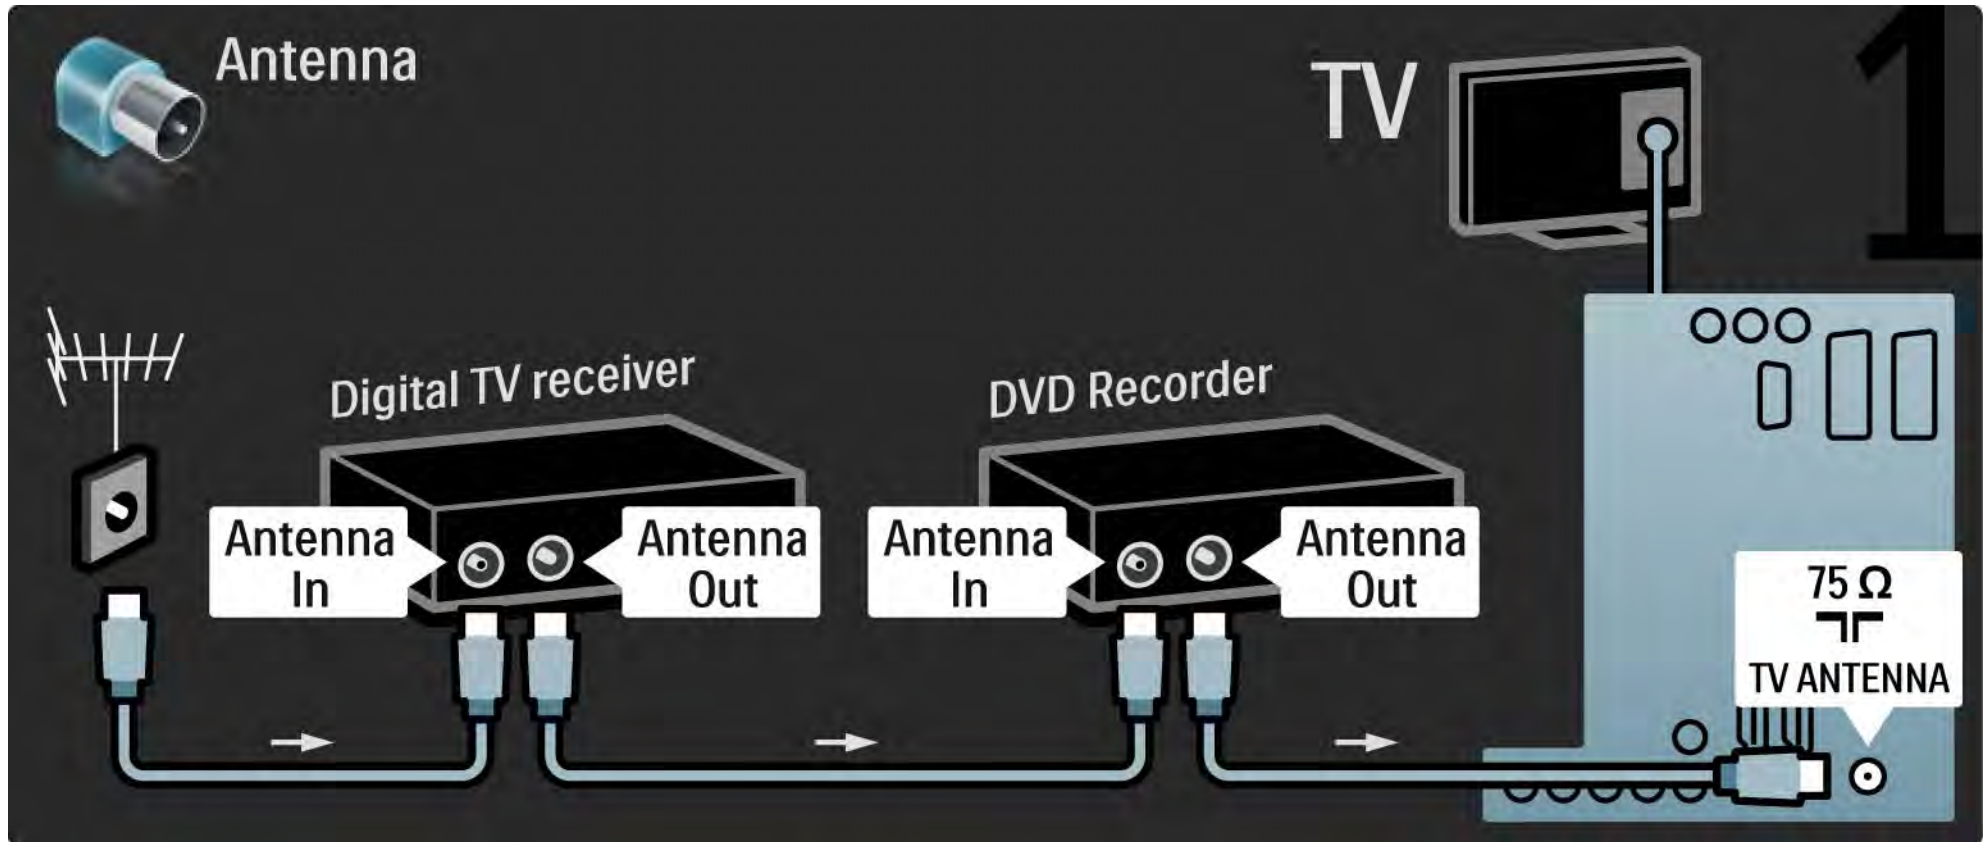 Antenna
TV
1
Digital TV receiver
DVD Recorder
Antenna
In
Antenna
Out
Antenna
In
Antenna
Out
75 Ω
TV ANTENNA